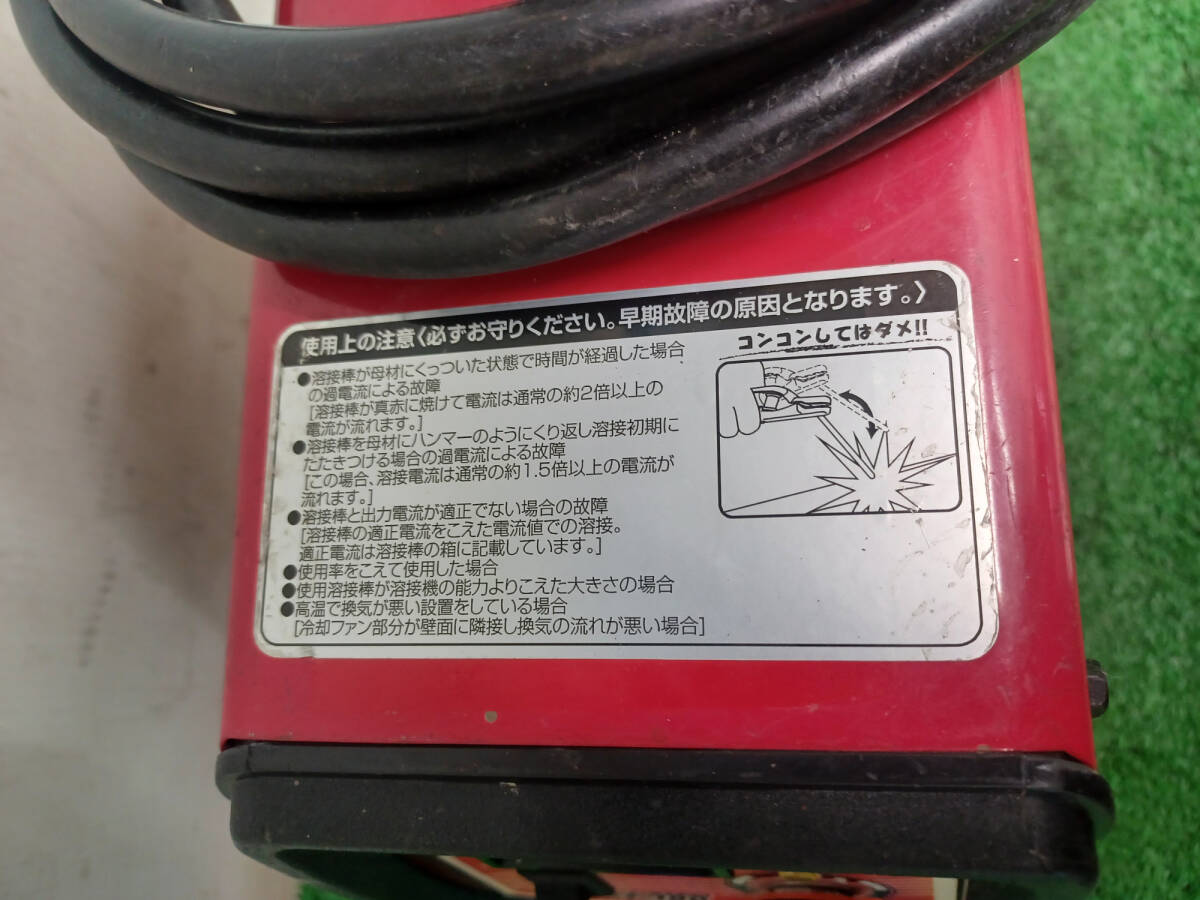 使用上の注意〈必ずお守りください。早期故障の原因となります。〉
コンコンしてはダメ!!
●溶接棒が母材にくっついた状態で時間が経過した場合
の過電流による故障
[溶接棒が真赤に焼けて電流は通常の約2倍以上の
電流が流れます。]
●溶接棒を母材にハンマーのようにくり返し溶接初期に
たたきつける場合の過電流による故障
[この場合、溶接電流は通常の約1.5倍以上の電流が
流れます。]
●溶接棒と出力電流が適正でない場合の故障
[溶接棒の適正電流をこえた電流値での溶接。
適正電流は溶接棒の箱に記載しています。]
●使用率をこえて使用した場合
●使用溶接棒が溶接機の能力よりこえた大きさの場合
●高温で換気が悪い設置をしている場合
[冷却ファン部分が壁面に隣接し換気の流れが悪い場合]